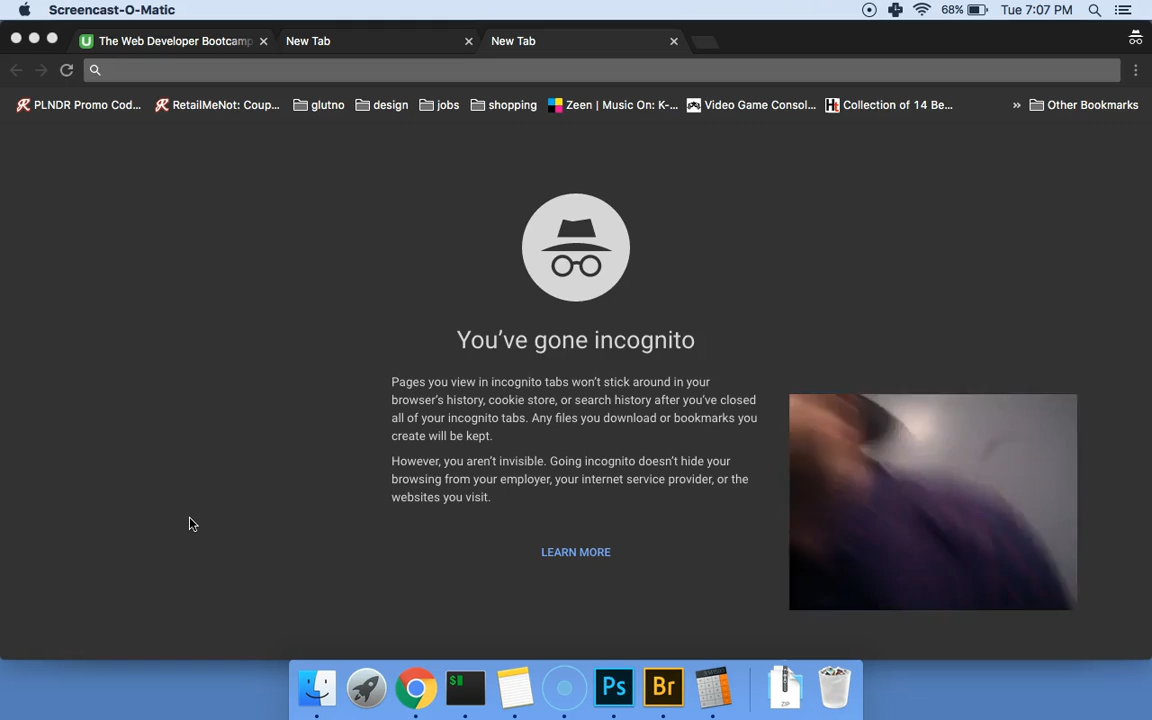 Screencast-O-Matic
68%
Tue 7:07 PM
U
The Web Developer Bootcamp
New Tab
New Tab
PLNDR Promo Cod...
RetailMeNot: Coup...
glutno
design
jobs
shopping
Zeen | Music On: K-...
Video Game Consol...
Ht
Collection of 14 Be...
»
Other Bookmarks
You've gone incognito
Pages you view in incognito tabs won't stick around in your
browser's history, cookie store, or search history after you've closed
all of your incognito tabs. Any files you download or bookmarks you
create will be kept.
However, you aren't invisible. Going incognito doesn't hide your
browsing from your employer, your internet service provider, or the
websites you visit.
LEARN MORE
$
Ps
Br
ZIP